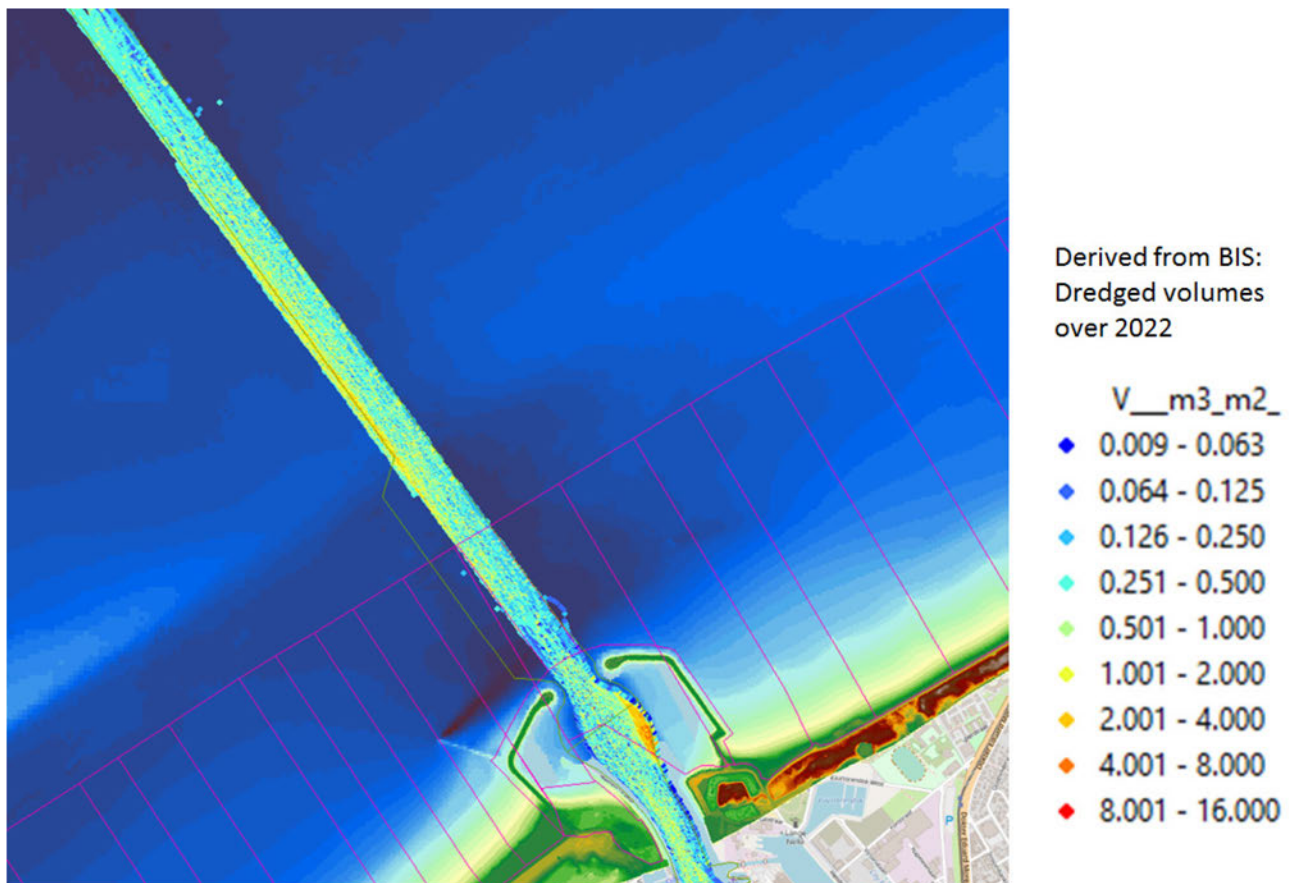 Derived from BIS:
Dredged volumes
over 2022
V__m3_m2_
0.009 - 0.063
0.064 - 0.125
0.126 - 0.250
0.251 - 0.500
0.501 - 1.000
1.001 - 2.000
2.001 - 4.000
4.001 - 8.000
8.001 - 16.000
P